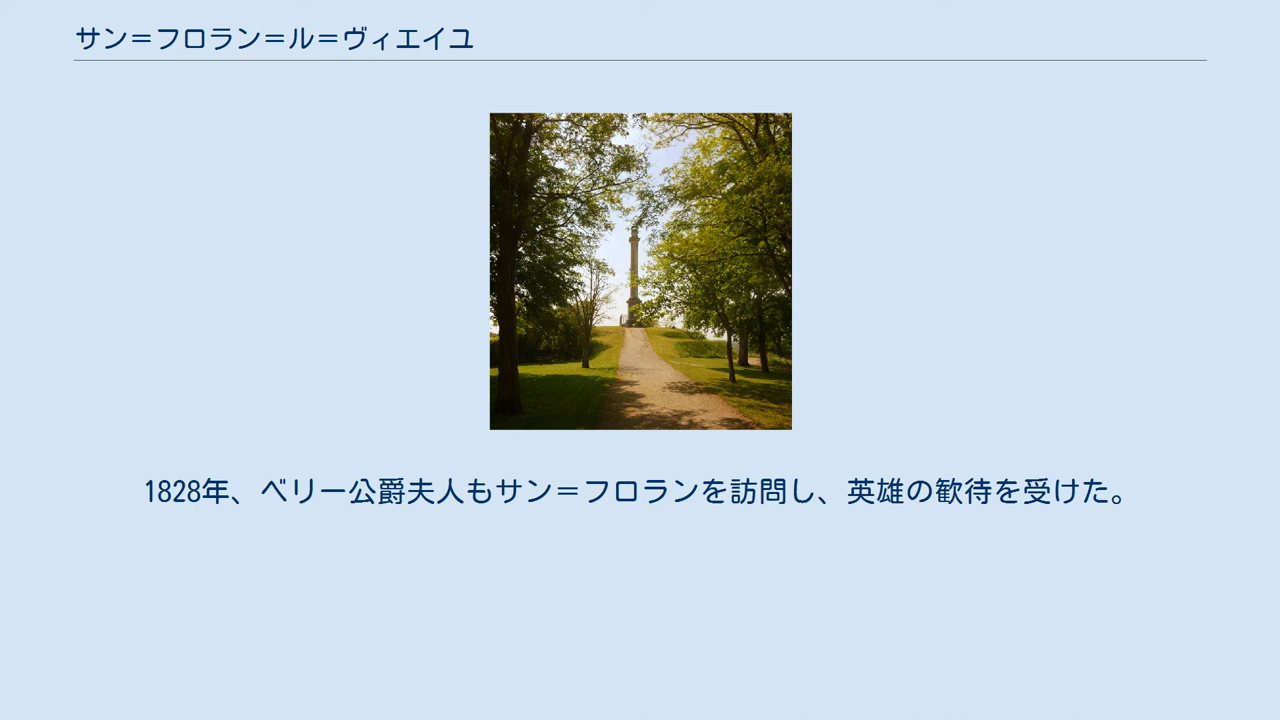 サン＝フロラン＝ル＝ヴィエイユ
1828年、ベリー公爵夫人もサン＝フロランを訪問し、英雄の歓待を受けた。